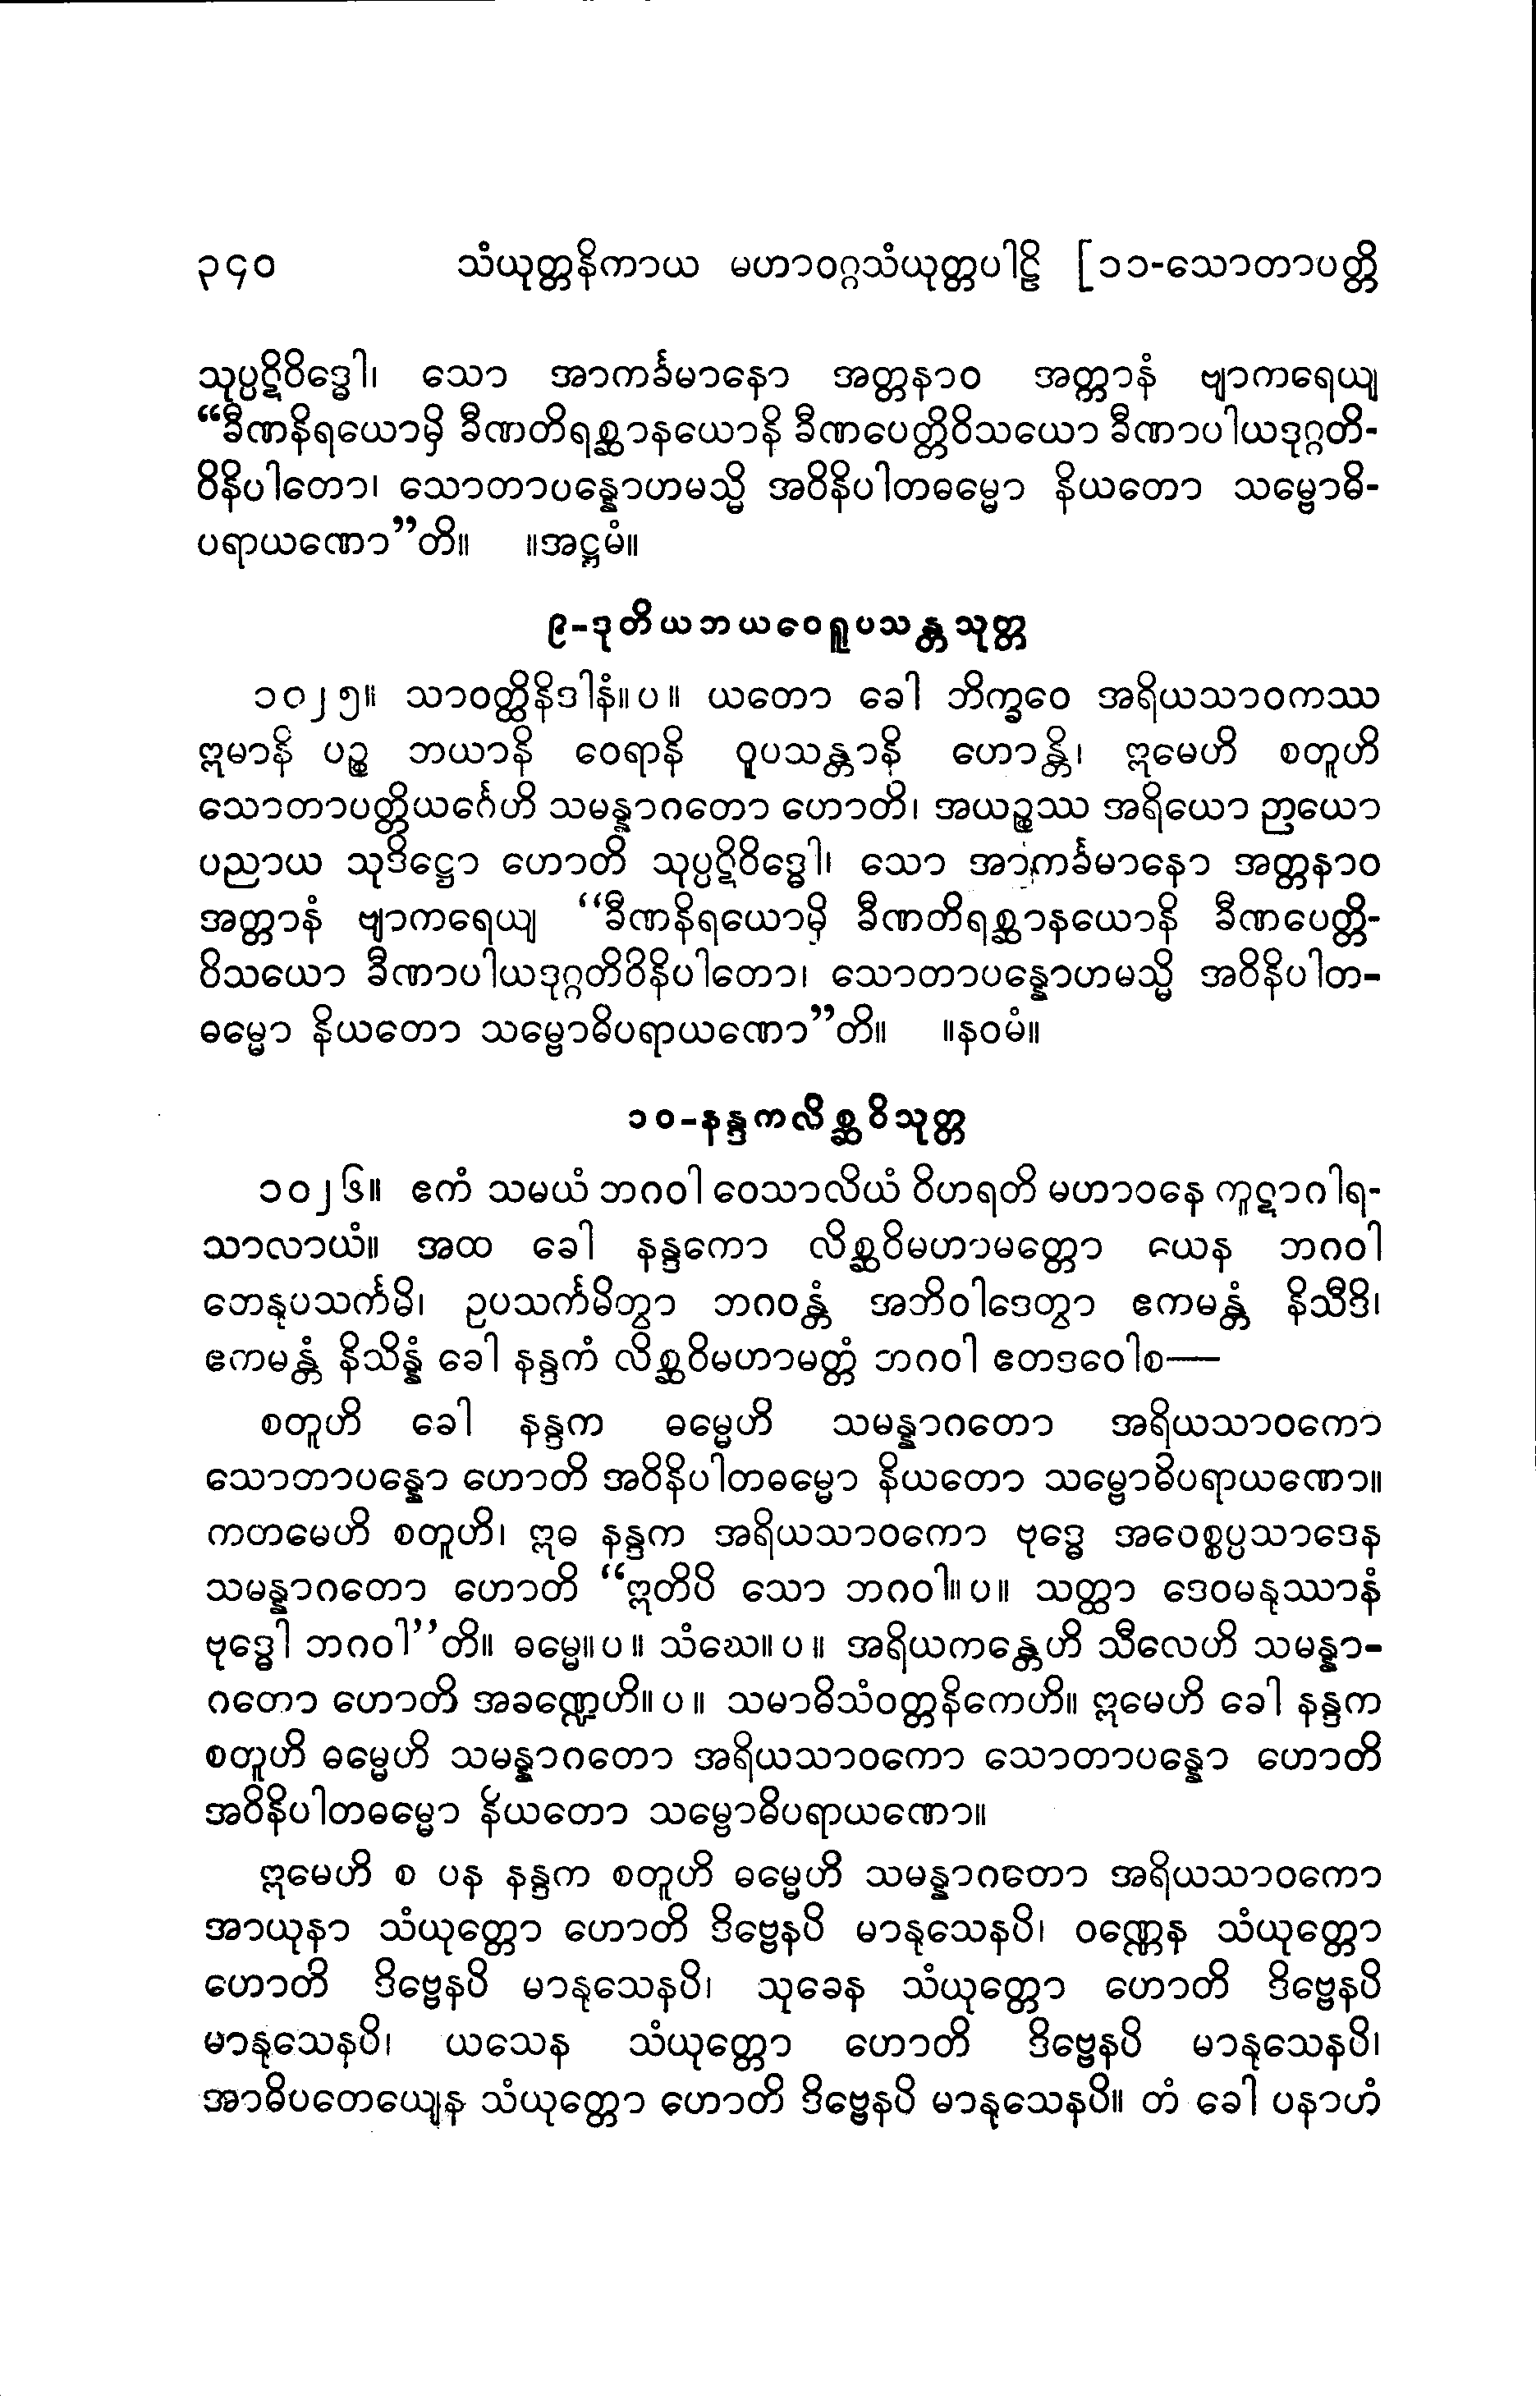 ၃၄၀ သံယုတ္တနိကာယ မဟာဝဂ္ဂသံယုတ္တပါဠိ [၁၁-သောတာပတ္တိ
သုပ္ပဋိဝိဒ္ဓေါ၊ သော အာကင်္ခမာနော အတ္တနာဝ အတ္တာနံ ဗျာကရေယျ
“ခီဏနိရယောမှိ ခီဏတိရစ္ဆာနယောနိ ခီဏပေတ္တိဝိသယော ခီဏာပါယဒုဂ္ဂတိ-
ဝိနိပါတော၊ သောတာပန္နောဟမသ္မိ အဝိနိပါတဓမ္မော နိယတော သမ္ဗောဓိ-
ပရာယဏော”တိ။ ။အဋ္ဌမံ။
၉-ဒုတိယဘယဝေရူပသန္တသုတ္တ
၁၀၂၅။ သာဝတ္ထိနိဒါနံ။ပ။ ယတော ခေါ ဘိက္ခဝေ အရိယသာဝကဿ
ဣမာနိ ပဉ္စ ဘယာနိ ဝေရာနိ ဝူပသန္တာနိ ဟောန္တိ၊ ဣမေဟိ စတူဟိ
သောတာပတ္တိယင်္ဂေဟိ သမန္နာဂတော ဟောတိ၊ အယဉ္စဿ အရိယော ဉာယော
ပညာယ သုဒိဋ္ဌော ဟောတိ သုပ္ပဋိဝိဒ္ဓေါ၊ သော အာကင်္ခမာနော အတ္တနာဝ
အတ္တာနံ ဗျာကရေယျ “ခီဏနိရယောမှိ ခီဏတိရစ္ဆာနယောနိ ခီဏပေတ္တိ-
ဝိသယော ခီဏာပါယဒုဂ္ဂတိဝိနိပါတော၊ သောတာပန္နောဟမသ္မိ အဝိနိပါတ-
ဓမ္မော နိယတော သမ္ဗောဓိပရာယဏော”တိ။ ။နဝမံ။
၁၀-နန္ဒကလိစ္ဆဝိသုတ္တ
၁၀၂၆။ ဧကံ သမယံ ဘဂဝါ ဝေသာလိယံ ဝိဟရတိ မဟာဝနေ ကူဋာဂါရ-
သာလာယံ။ အထ ခေါ နန္ဒကော လိစ္ဆဝိမဟာမတ္တော ယေန ဘဂဝါ
တေနုပသင်္ကမိ၊ ဥပသင်္ကမိတွာ ဘဂဝန္တံ အဘိဝါဒေတွာ ဧကမန္တံ နိသီဒိ၊
ဧကမန္တံ နိသိန္နံ ခေါ နန္ဒကံ လိစ္ဆဝိမဟာမတ္တံ ဘဂဝါ ဧတဒဝေါစ—
စတူဟိ ခေါ နန္ဒက ဓမ္မေဟိ သမန္နာဂတော အရိယသာဝကော
သောတာပန္နော ဟောတိ အဝိနိပါတဓမ္မော နိယတော သမ္ဗောဓိပရာယဏော။
ကတမေဟိ စတူဟိ၊ ဣဓ နန္ဒက အရိယသာဝကော ဗုဒ္ဓေ အဝေစ္စပ္ပသာဒေန
သမန္နာဂတော ဟောတိ “ဣတိပိ သော ဘဂဝါ။ပ။ သတ္ထာ ဒေဝမနုဿာနံ
ဗုဒ္ဓေါ ဘဂဝါ”တိ။ ဓမ္မေ။ပ။ သံဃေ။ပ။ အရိယကန္တေဟိ သီလေဟိ သမန္နာ-
ဂတော ဟောတိ အခဏ္ဍေဟိ။ပ။ သမာဓိသံဝတ္တနိကေဟိ။ ဣမေဟိ ခေါ နန္ဒက
စတူဟိ ဓမ္မေဟိ သမန္နာဂတော အရိယသာဝကော သောတာပန္နော ဟောတိ
အဝိနိပါတဓမ္မော နိယတော သမ္ဗောဓိပရာယဏော။
ဣမေဟိ စ ပန နန္ဒက စတူဟိ ဓမ္မေဟိ သမန္နာဂတော အရိယသာဝကော
အာယုနာ သံယုတ္တော ဟောတိ ဒိဗ္ဗေနပိ မာနုသေနပိ၊ ဝဏ္ဏေန သံယုတ္တော
ဟောတိ ဒိဗ္ဗေနပိ မာနုသေနပိ၊ သုခေန သံယုတ္တော ဟောတိ ဒိဗ္ဗေနပိ
မာနုသေနပိ၊ ယသေန သံယုတ္တော ဟောတိ ဒိဗ္ဗေနပိ မာနုသေနပိ၊
အာဓိပတေယျေန သံယုတ္တော ဟောတိ ဒိဗ္ဗေနပိ မာနုသေနပိ။ တံ ခေါ ပနာဟံ